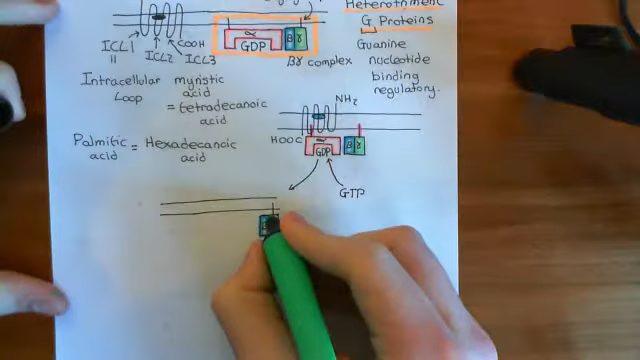 Heterotrimeric
G Proteins
α
GDP
β γ
ICL1
II
ICL2
COOH
ICL3
βγ complex
Guanine
nucleotide
binding
regulatory.
Intracellular
Loop
myristic
acid
= tetradecanoic
acid
Palmitic = Hexadecanoic
acid acid
NH2
HOOC
α
GDP
β γ
GTP
β